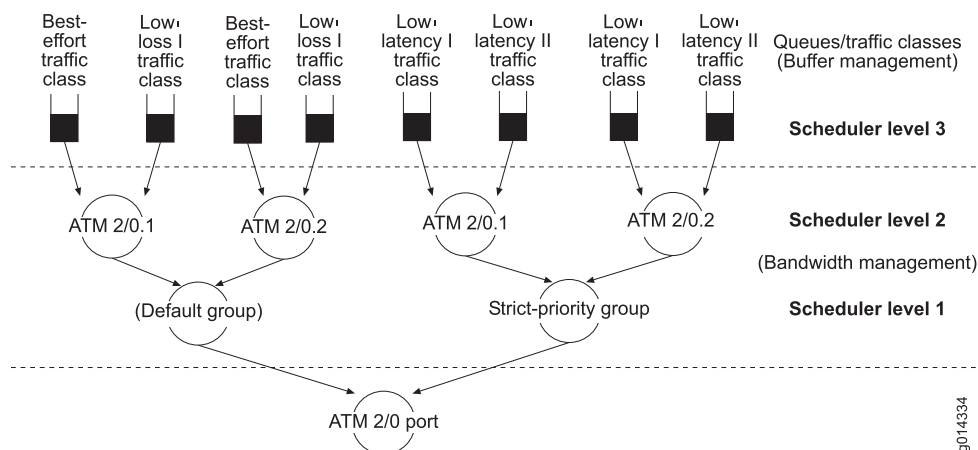 Best-
effort
traffic
class
Low-
loss I
traffic
class
Best-
effort
traffic
class
Low-
loss I
traffic
class
Low-
latency I
traffic
class
Low-
latency II
traffic
class
Low-
latency I
traffic
class
Low-
latency II
traffic
class
Queues/traffic classes
(Buffer management)
Scheduler level 3
ATM 2/0.1
ATM 2/0.2
ATM 2/0.1
ATM 2/0.2
Scheduler level 2
(Bandwidth management)
(Default group)
Strict-priority group
Scheduler level 1
ATM 2/0 port
g014334